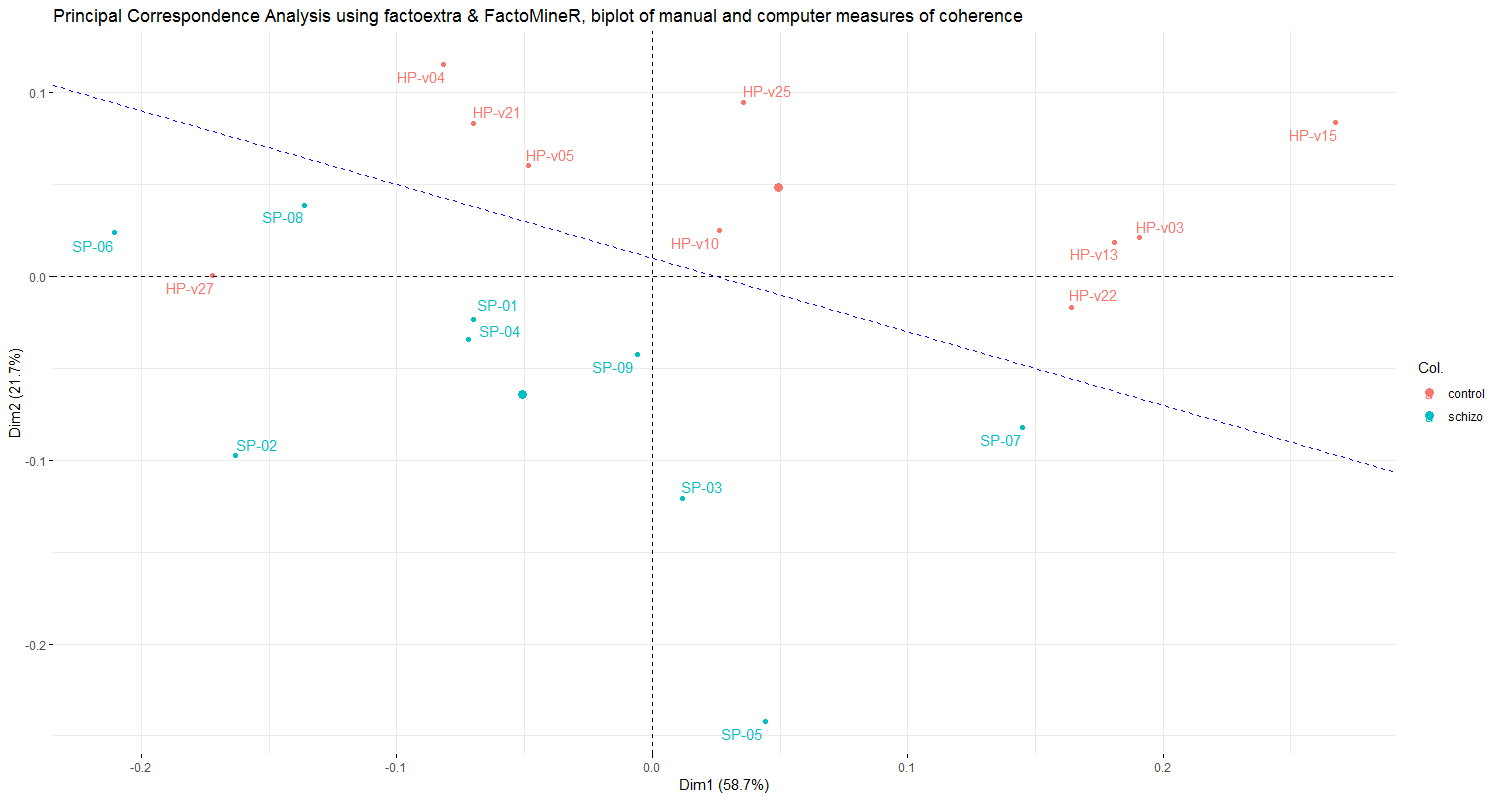 Principal Correspondence Analysis using factoextra & FactoMineR, biplot of manual and computer measures of coherence
HP-v04
HP-v25
HP-v21
HP-v15
HP-v05
SP-08
HP-v03
SP-06
HP-v10
HP-v13
HP-v27
HP-v22
SP-01
SP-04
SP-09
SP-02
SP-07
SP-03
SP-05
0.1
0.0
-0.1
-0.2
Dim2 (21.7%)
-0.2
-0.1
0.0
0.1
0.2
Dim1 (58.7%)
Col.
control
schizo